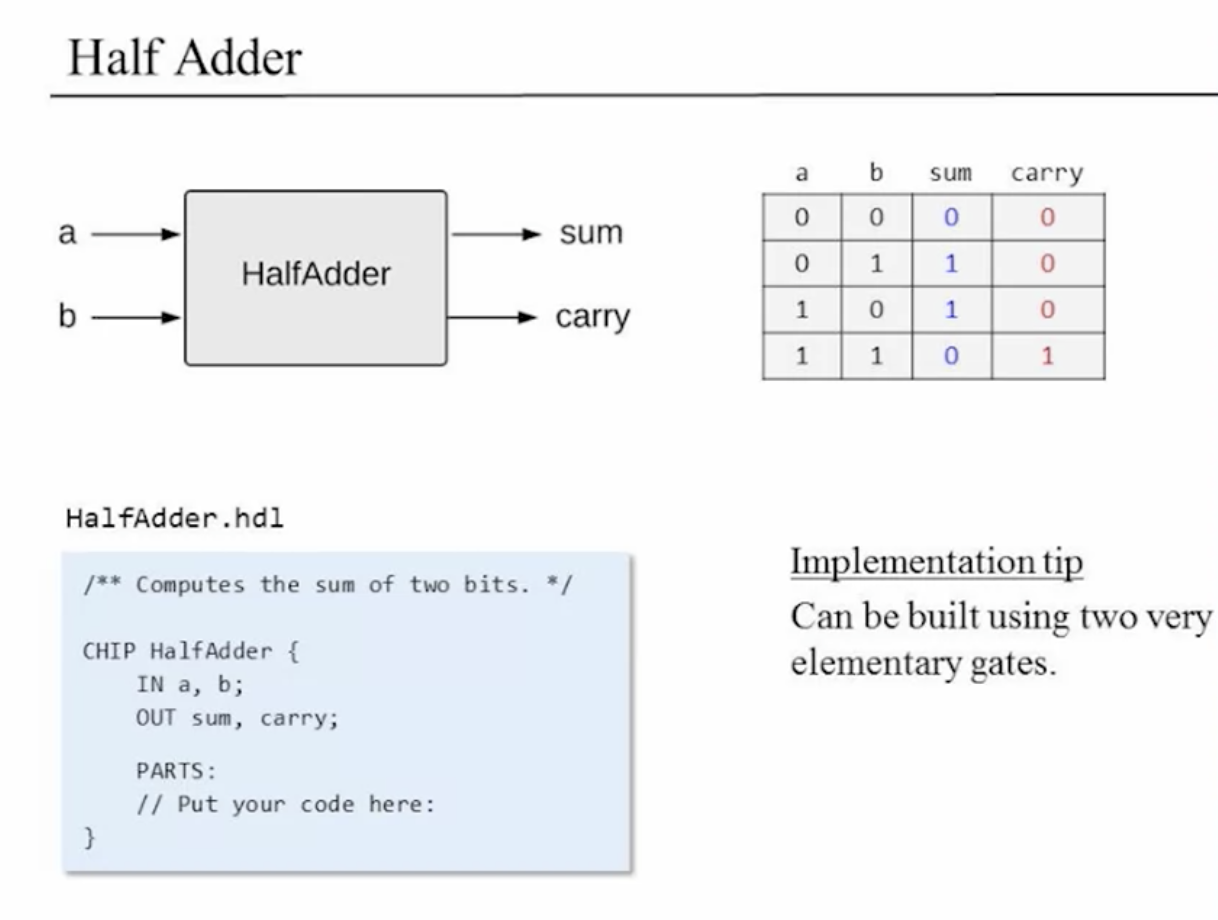 Half Adder
a
b
HalfAdder
sum
carry
a b sum carry
0 0 0 0
0 1 1 0
1 0 1 0
1 1 0 1
HalfAdder.hdl
/** Computes the sum of two bits. */
CHIP HalfAdder {
IN a, b;
OUT sum, carry;
PARTS:
// Put your code here:
}
Implementation tip
Can be built using two very
elementary gates.